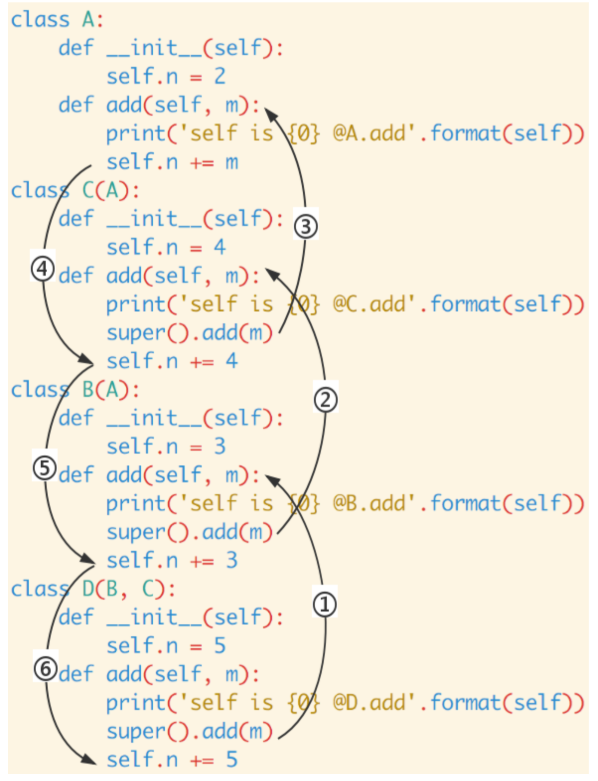 class A:
    def __init__(self):
        self.n = 2
    def add(self, m):
        print('self is {0} @A.add'.format(self))
        self.n += m
class C(A):
    def __init__(self):
③
        self.n = 4
④
    def add(self, m):
        print('self is {0} @C.add'.format(self))
        super().add(m)
        self.n += 4
class B(A):
②
    def __init__(self):
        self.n = 3
⑤
    def add(self, m):
        print('self is {0} @B.add'.format(self))
        super().add(m)
        self.n += 3
class D(B, C):
①
    def __init__(self):
        self.n = 5
⑥
    def add(self, m):
        print('self is {0} @D.add'.format(self))
        super().add(m)
        self.n += 5